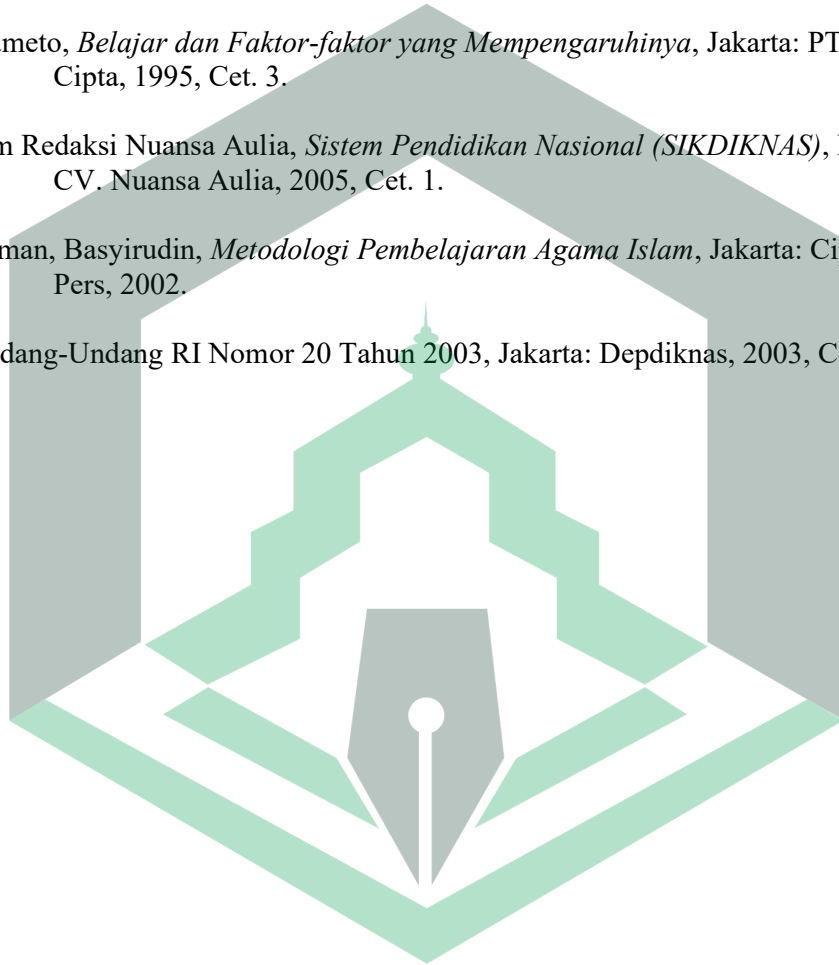 meto, Belajar dan Faktor-faktor yang Mempengaruhinya, Jakarta: PT
Cipta, 1995, Cet. 3.
m Redaksi Nuansa Aulia, Sistem Pendidikan Nasional (SIKDIKNAS),
CV. Nuansa Aulia, 2005, Cet. 1.
man, Basyirudin, Metodologi Pembelajaran Agama Islam, Jakarta: Ci
Pers, 2002.
dang-Undang RI Nomor 20 Tahun 2003, Jakarta: Depdiknas, 2003, C